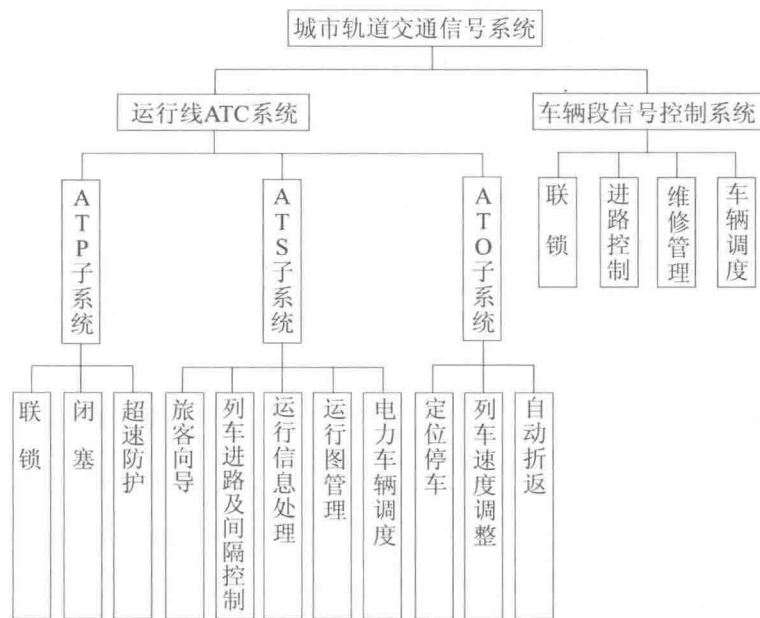 城市轨道交通信号系统
运行线ATC系统
车辆段信号控制系统
ATP子系统
ATS子系统
ATO子系统
联锁
进路控制
维修管理
车辆调度
联锁
闭塞
超速防护
旅客向导
列车进路及间隔控制
运行信息处理
运行图管理
电力车辆调度
定位停车
列车速度调整
自动折返